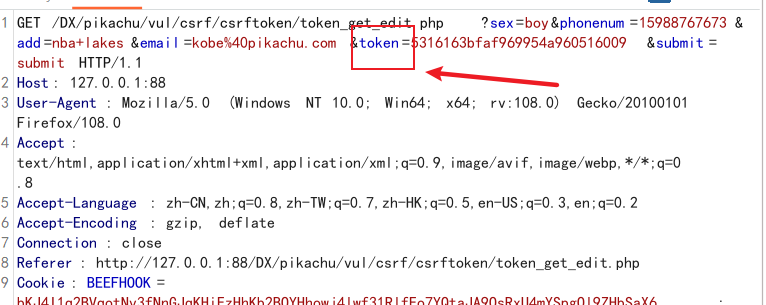 1 GET /DX/pikachu/vul/csrf/csrftoken/token_get_edit.php ?sex=boy&phonenum =15988767673 &
add=nba+lakes &email =kobe%40pikachu.com &token=5316163bfaf969954a960516009 &submit =
submit HTTP/1.1
2 Host : 127.0.0.1:88
3 User-Agent : Mozilla/5.0 (Windows NT 10.0; Win64; x64; rv:108.0) Gecko/20100101
Firefox/108.0
4 Accept :
text/html,application/xhtml+xml,application/xml;q=0.9,image/avif,image/webp,*/*;q=0
.8
5 Accept-Language : zh-CN,zh;q=0.8,zh-TW;q=0.7,zh-HK;q=0.5,en-US;q=0.3,en;q=0.2
6 Accept-Encoding : gzip, deflate
7 Connection : close
8 Referer : http://127.0.0.1:88/DX/pikachu/vul/csrf/csrftoken/token_get_edit.php
9 Cookie : BEEFHOOK =